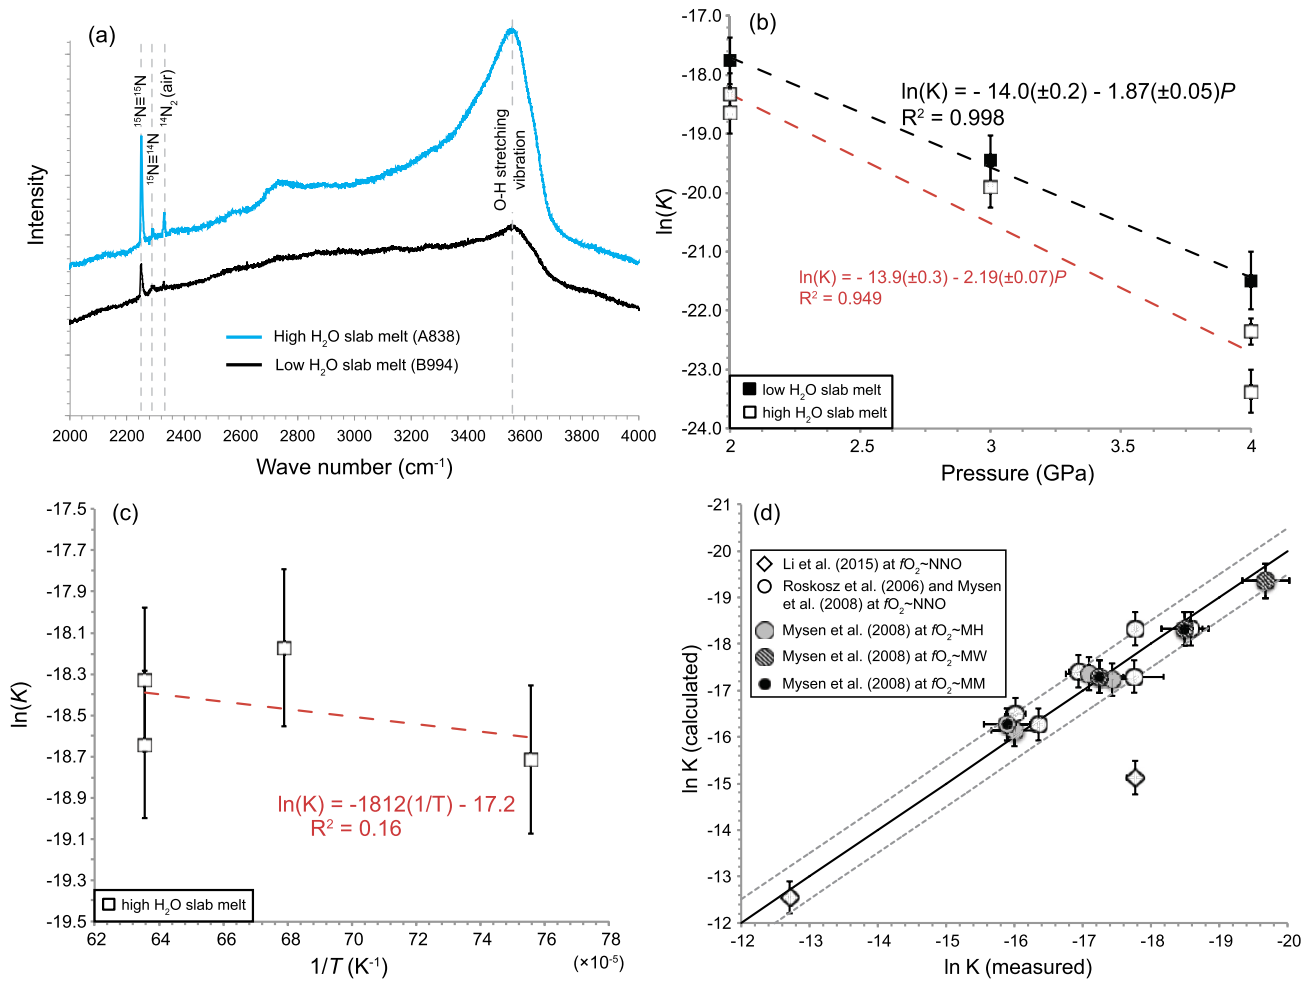 (a)
Intensity
¹⁵N≡¹⁵N
¹⁵N≡¹⁴N
¹⁴N₂ (air)
O-H stretching
vibration
High H₂O slab melt (A838)
Low H₂O slab melt (B994)
2000 2200 2400 2600 2800 3000 3200 3400 3600 3800 4000
Wave number (cm⁻¹)
(b)
-17.0
-18.0
-19.0
-20.0
-21.0
-22.0
-23.0
-24.0
ln(K)
ln(K) = - 14.0(±0.2) - 1.87(±0.05)P
R² = 0.998
ln(K) = - 13.9(±0.3) - 2.19(±0.07)P
R² = 0.949
low H₂O slab melt
high H₂O slab melt
2 2.5 3 3.5 4
Pressure (GPa)
(c)
-17.5
-17.7
-17.9
-18.1
-18.3
-18.5
-18.7
-18.9
-19.1
-19.3
-19.5
ln(K)
ln(K) = -1812(1/T) - 17.2
R² = 0.16
high H₂O slab melt
62 64 66 68 70 72 74 76 78
1/T (K⁻¹)
(×10⁻⁵)
(d)
-21
-20
-19
-18
-17
-16
-15
-14
-13
-12
ln K (calculated)
Li et al. (2015) at fO₂~NNO
Roskosz et al. (2006) and Mysen
et al. (2008) at fO₂~NNO
Mysen et al. (2008) at fO₂~MH
Mysen et al. (2008) at fO₂~MW
Mysen et al. (2008) at fO₂~MM
-12 -13 -14 -15 -16 -17 -18 -19 -20
ln K (measured)